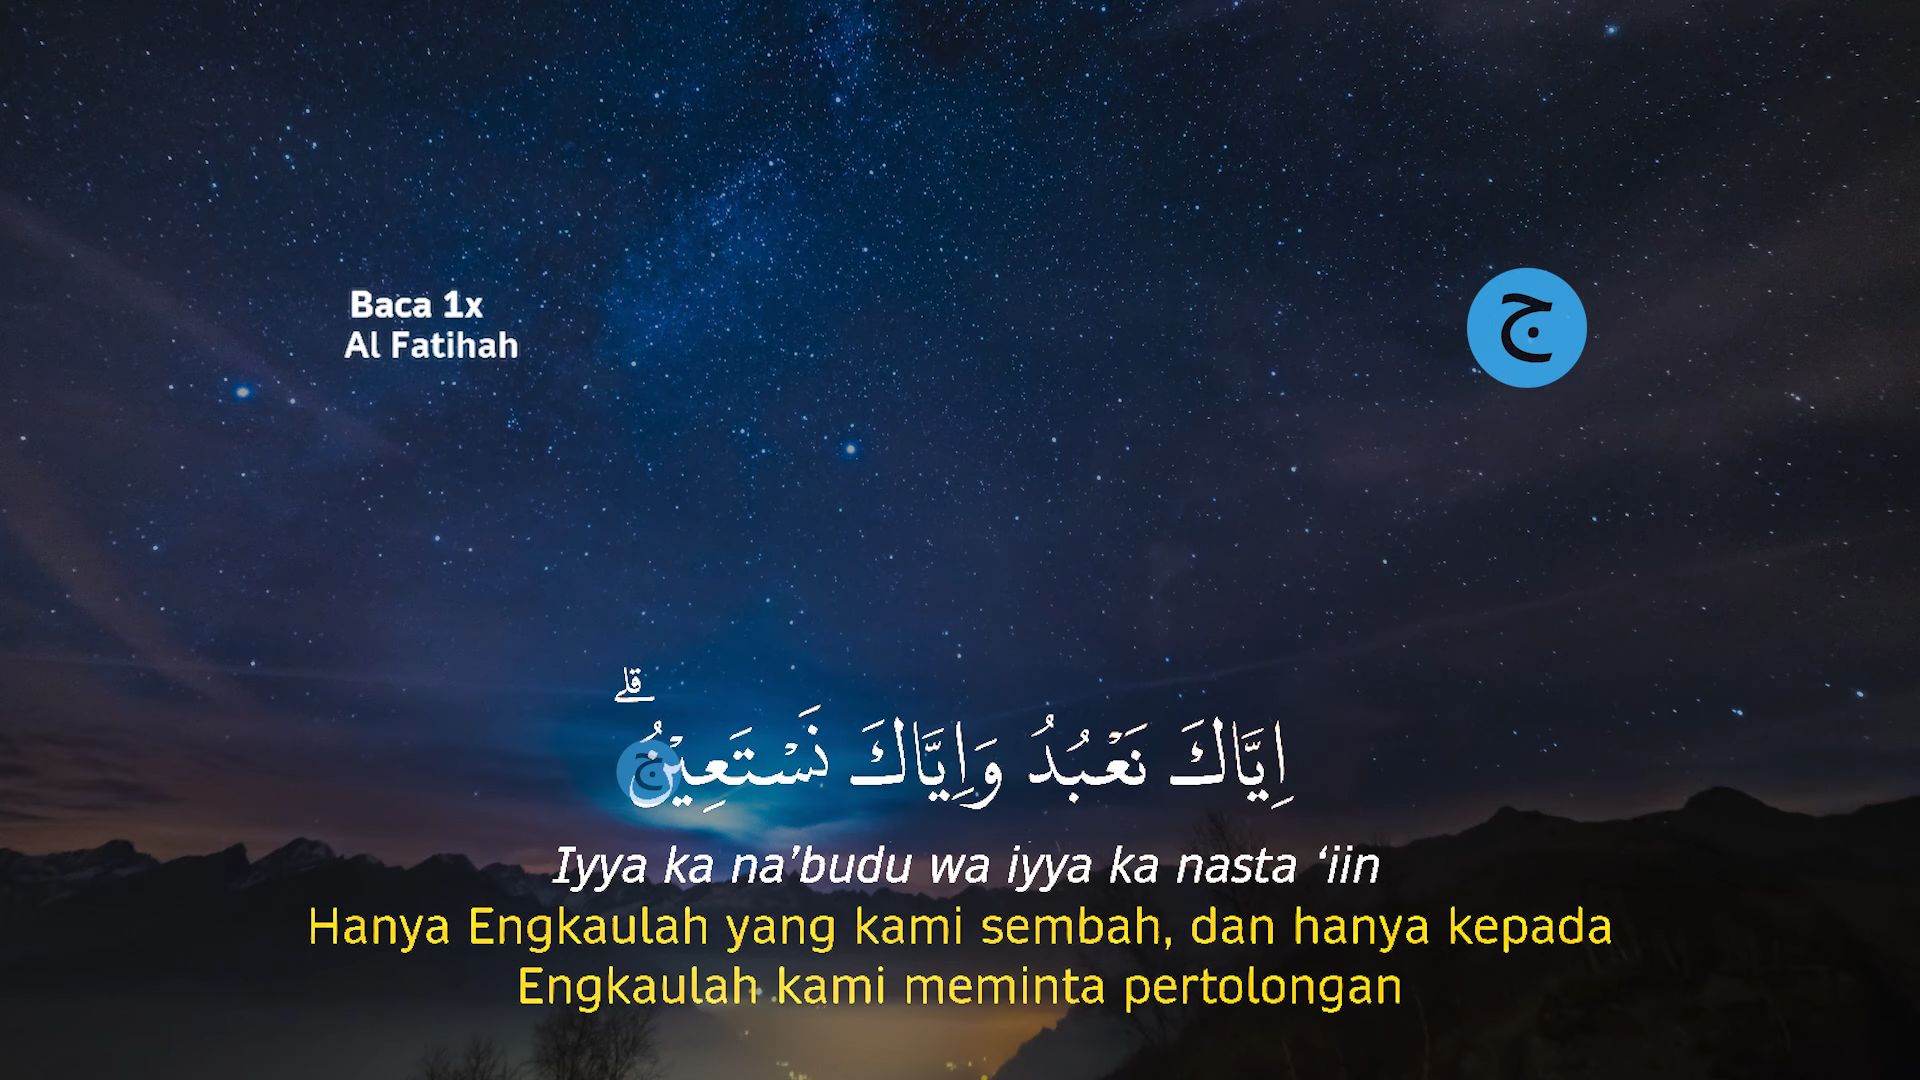 Baca 1x
Al Fatihah
ج
اِيَّاكَ نَعْبُدُ وَاِيَّاكَ نَسْتَعِيْنُۗ
ج
Iyya ka na’budu wa iyya ka nasta ‘iin
Hanya Engkaulah yang kami sembah, dan hanya kepada
Engkaulah kami meminta pertolongan